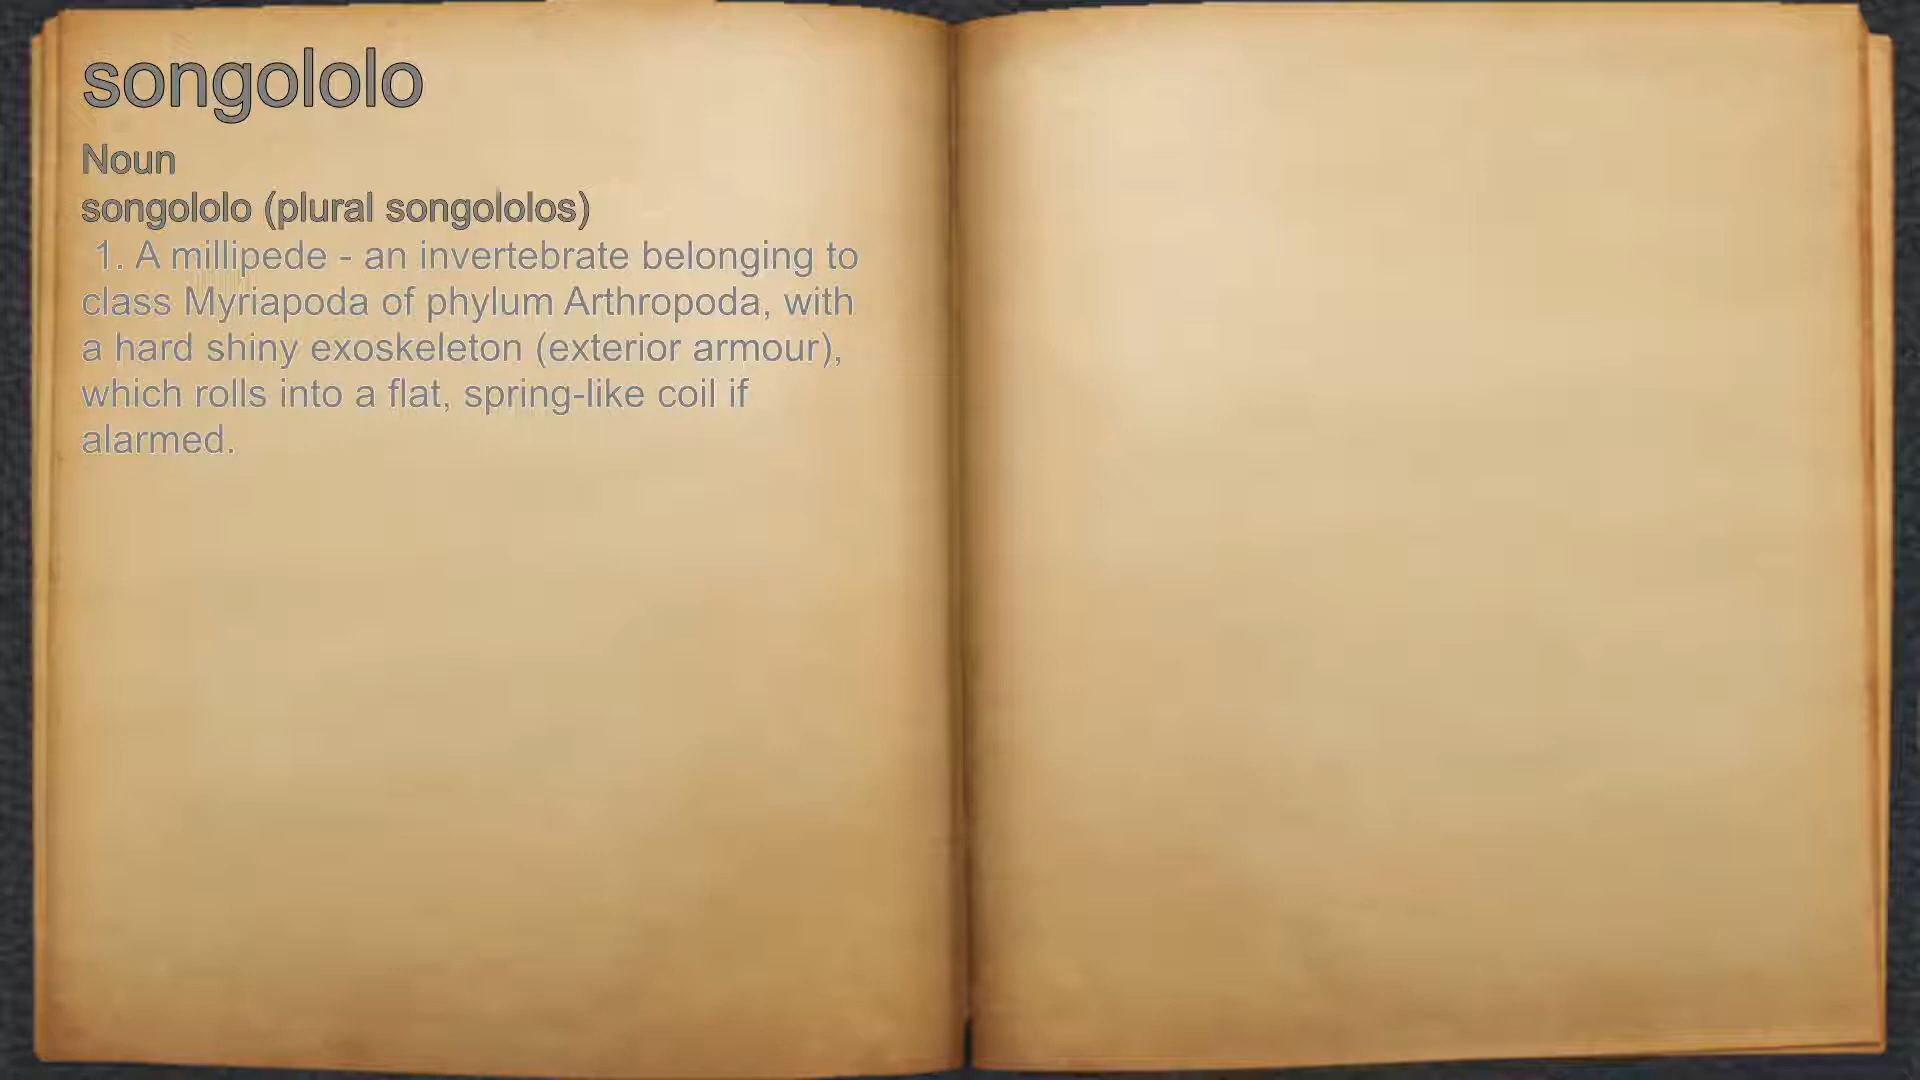 songololo
Noun
songololo (plural songololos)
1. A millipede - an invertebrate belonging to
class Myriapoda of phylum Arthropoda, with
a hard shiny exoskeleton (exterior armour),
which rolls into a flat, spring-like coil if
alarmed.